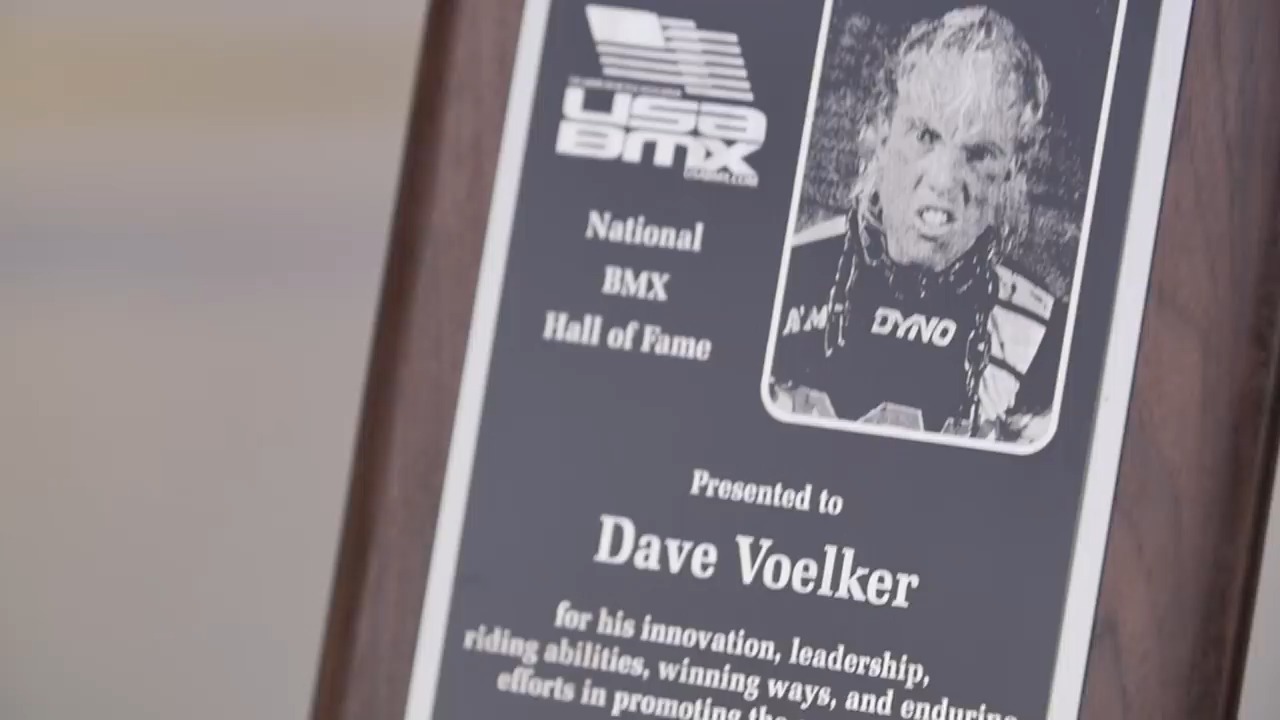 USA
BMX
National
BMX
Hall of Fame
DYNO
Presented to
Dave Voelker
for his innovation, leadership,
riding abilities, winning ways, and enduring
efforts in promoting the